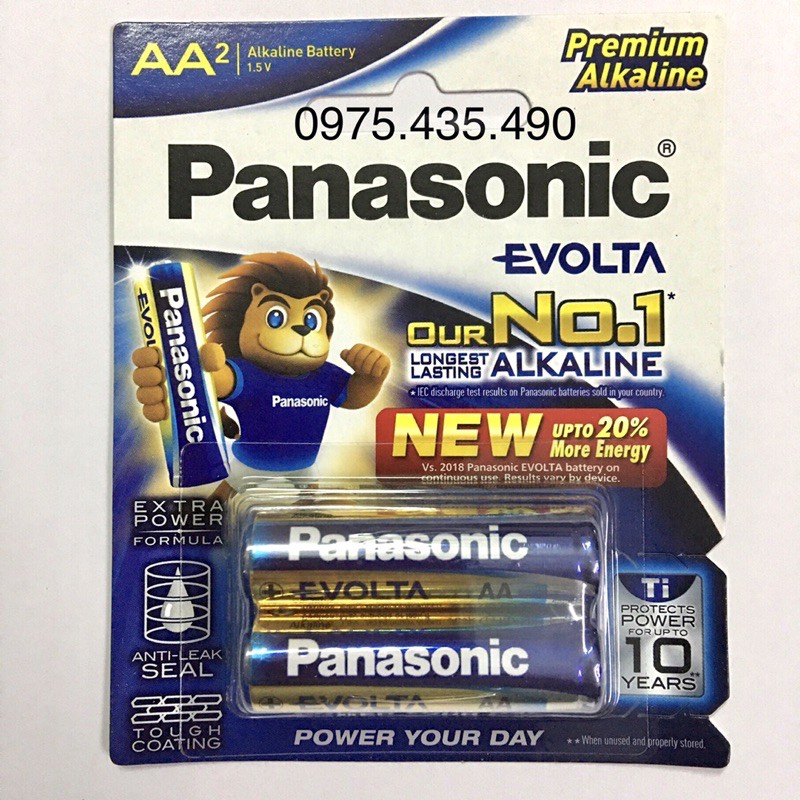 AA²
Alkaline Battery
1.5 V
Premium
Alkaline
0975.435.490
Panasonic®
EVOLTA
OUR No.1*
LONGEST
LASTING ALKALINE
★IEC discharge test results on Panasonic batteries sold in your country.
NEW UPTO 20%
More Energy
Vs. 2018 Panasonic EVOLTA battery on
continuous use. Results vary by device.
EVOL
Panasonic
Panasonic
EXTRA
POWER
FORMULA
ANTI-LEAK
SEAL
TOUGH
COATING
Panasonic
+ EVOLTA AA
Panasonic
EVOLTA AA
Ti
PROTECTS
POWER
FOR UP TO
10
YEARS★★
POWER YOUR DAY
★★When unused and properly stored.